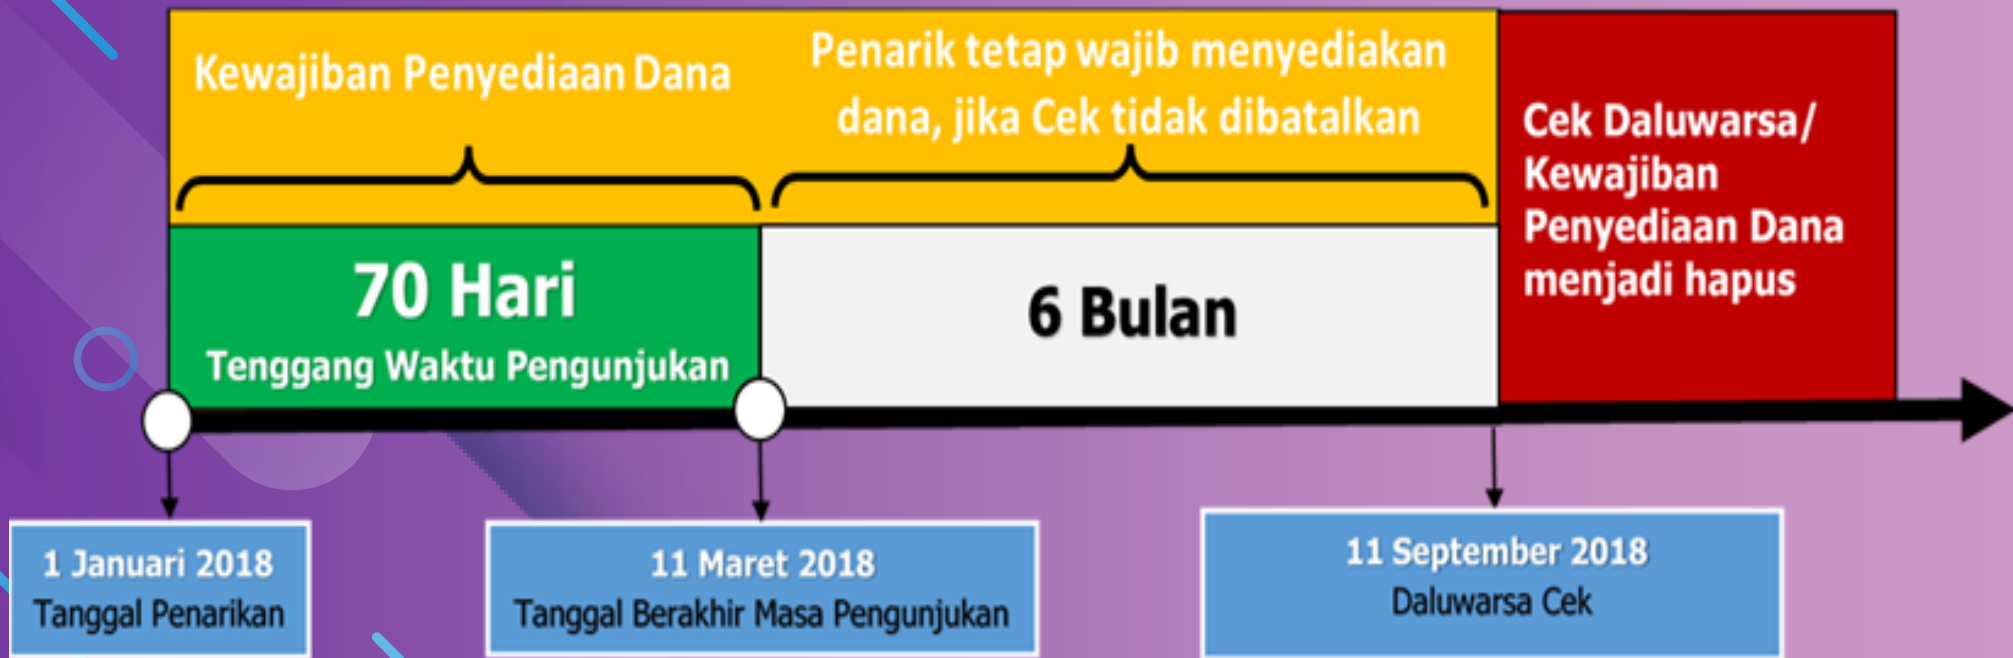 Kewajiban Penyediaan Dana
Penarik tetap wajib menyediakan
dana, jika Cek tidak dibatalkan
Cek Daluwarsa/
Kewajiban
Penyediaan Dana
menjadi hapus
70 Hari
Tenggang Waktu Pengunjukan
6 Bulan
1 Januari 2018
Tanggal Penarikan
11 Maret 2018
Tanggal Berakhir Masa Pengunjukan
11 September 2018
Daluwarsa Cek